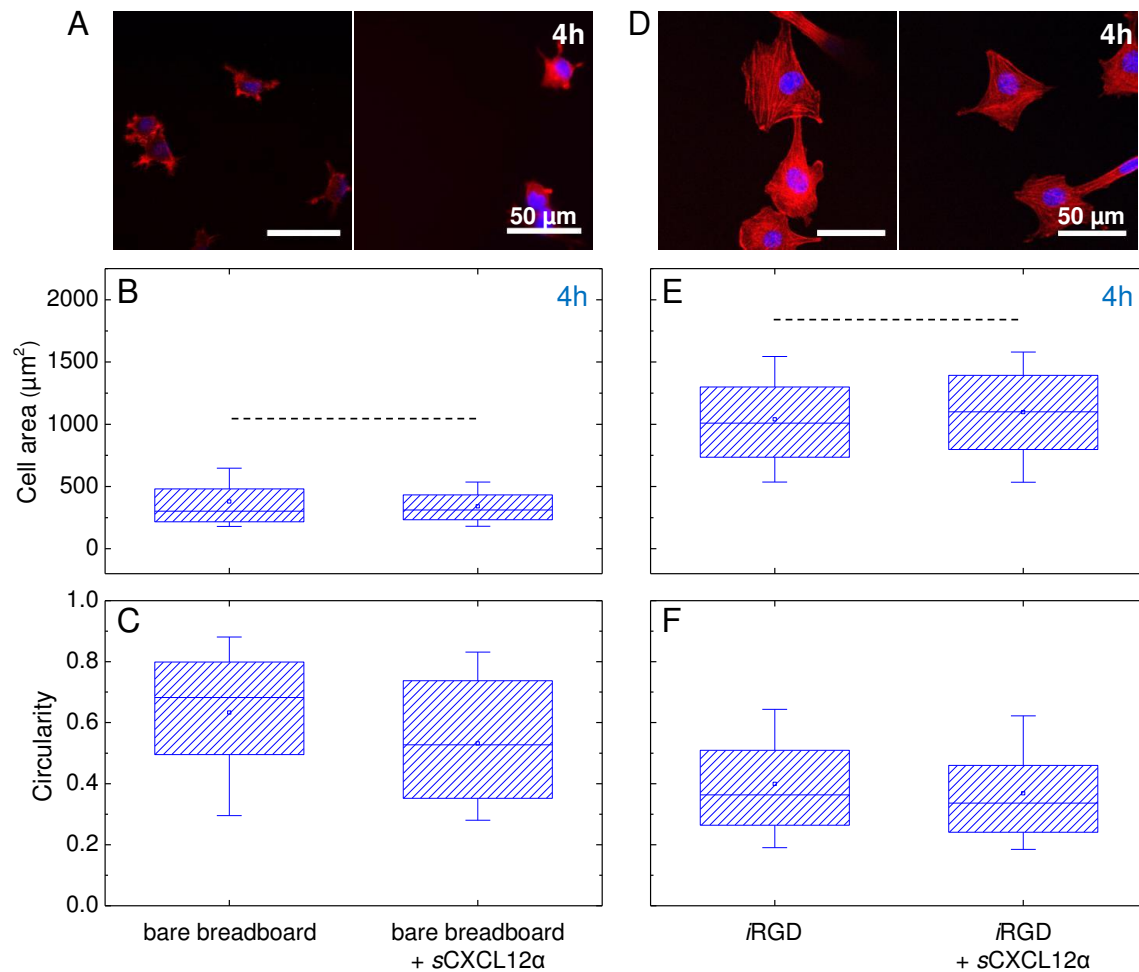 A
4h
50 µm
D
4h
50 µm
B
4h
Cell area (µm²)
2000
1500
1000
500
0
E
4h
C
Circularity
1.0
0.8
0.6
0.4
0.2
0.0
F
bare breadboard
bare breadboard
+ sCXCL12α
iRGD
iRGD
+ sCXCL12α